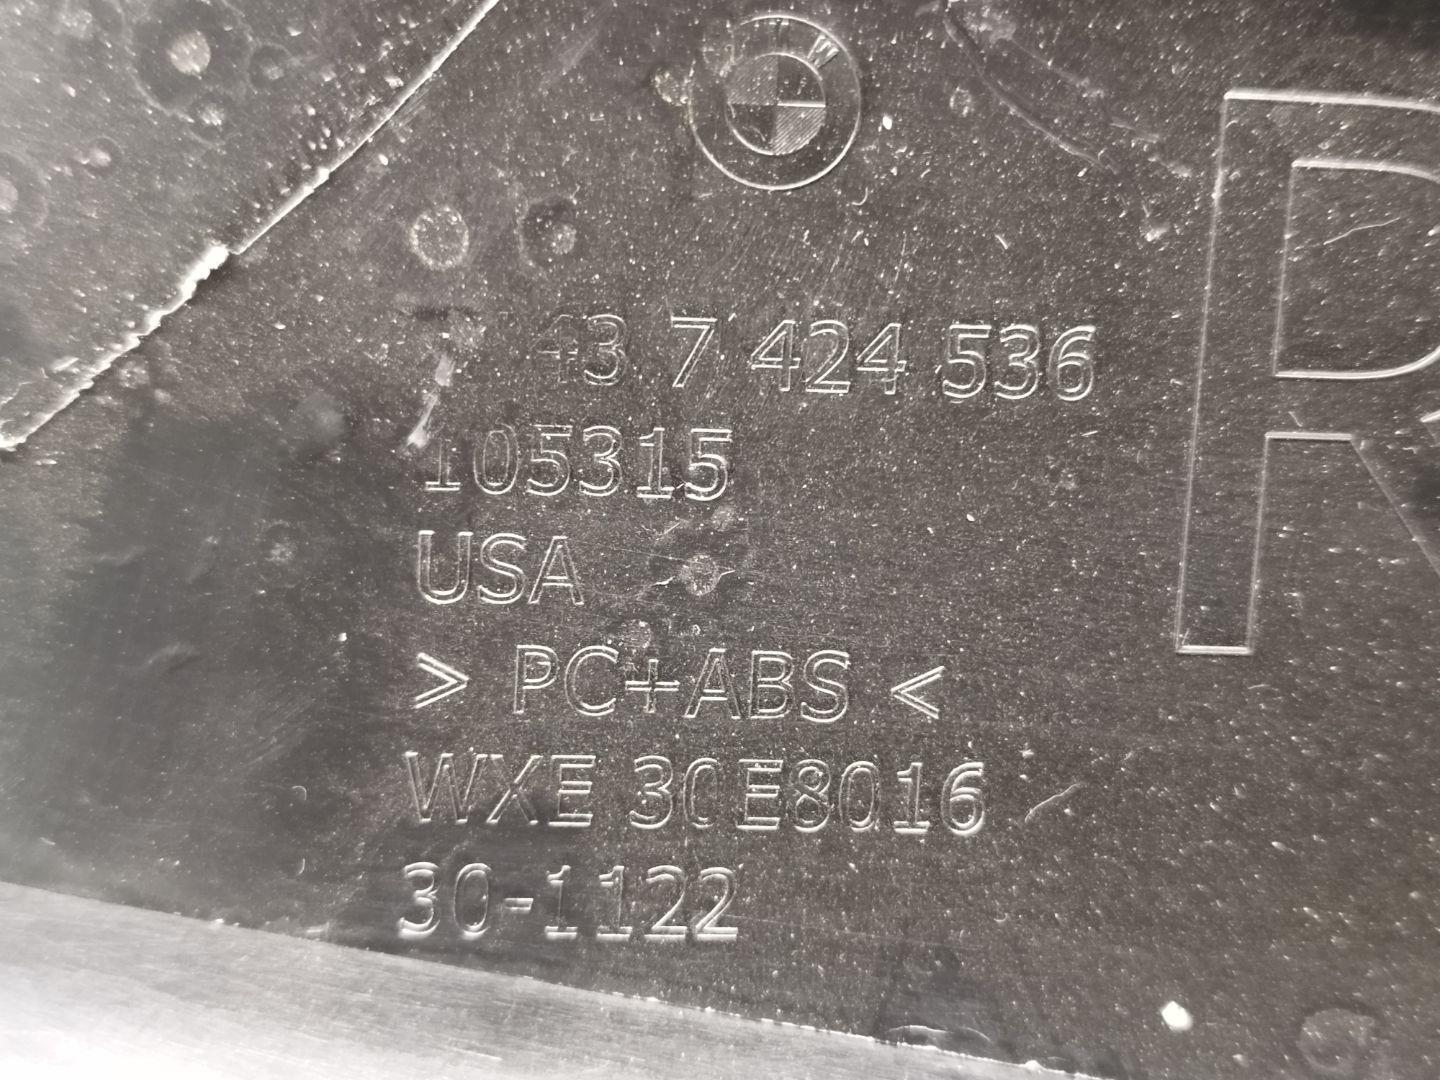 43 7 424 536
R
105315
USA
> PC+ABS <
WXE 30E8016
30-1122